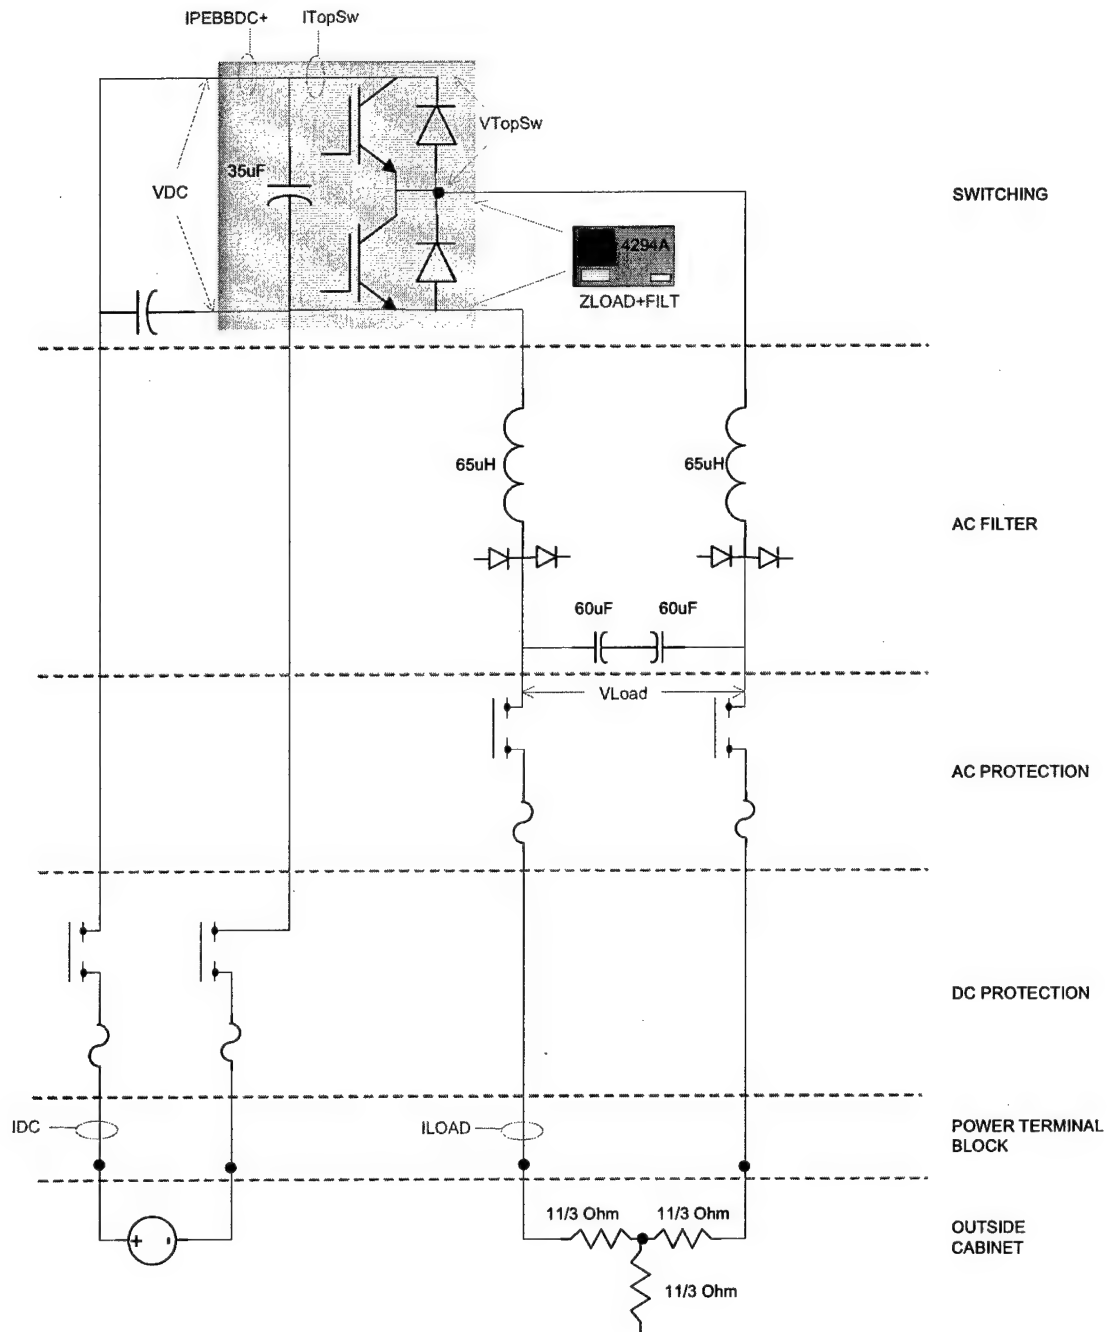 IPEBBDC+
ITopSw
VTopSw
35uF
VDC
SWITCHING
4294A
ZLOAD+FILT
65uH
65uH
AC FILTER
60uF
60uF
VLoad
AC PROTECTION
DC PROTECTION
IDC
ILOAD
POWER TERMINAL
BLOCK
11/3 Ohm
11/3 Ohm
+
-
OUTSIDE
CABINET
11/3 Ohm